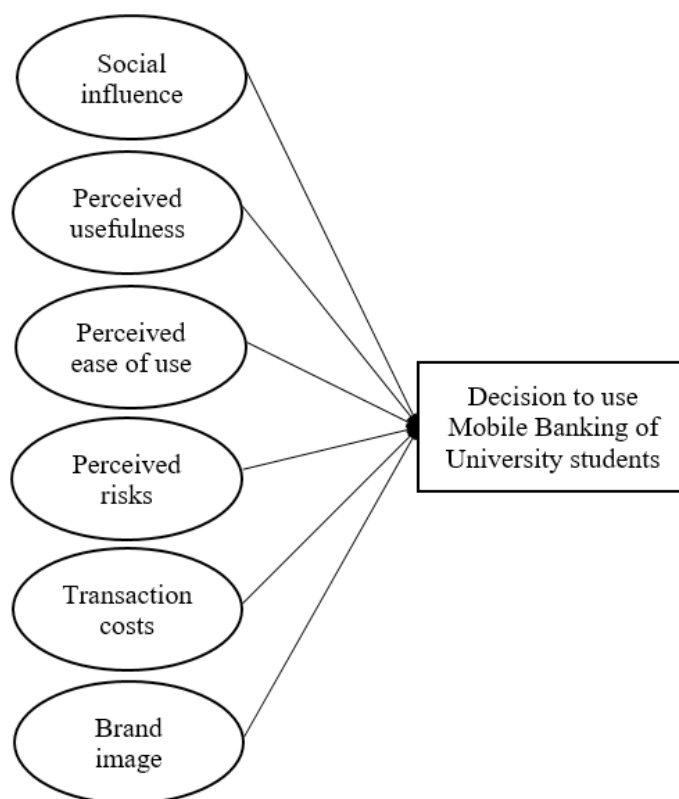 Social
influence
Perceived
usefulness
Perceived
ease of use
Perceived
risks
Transaction
costs
Brand
image
Decision to use
Mobile Banking of
University students